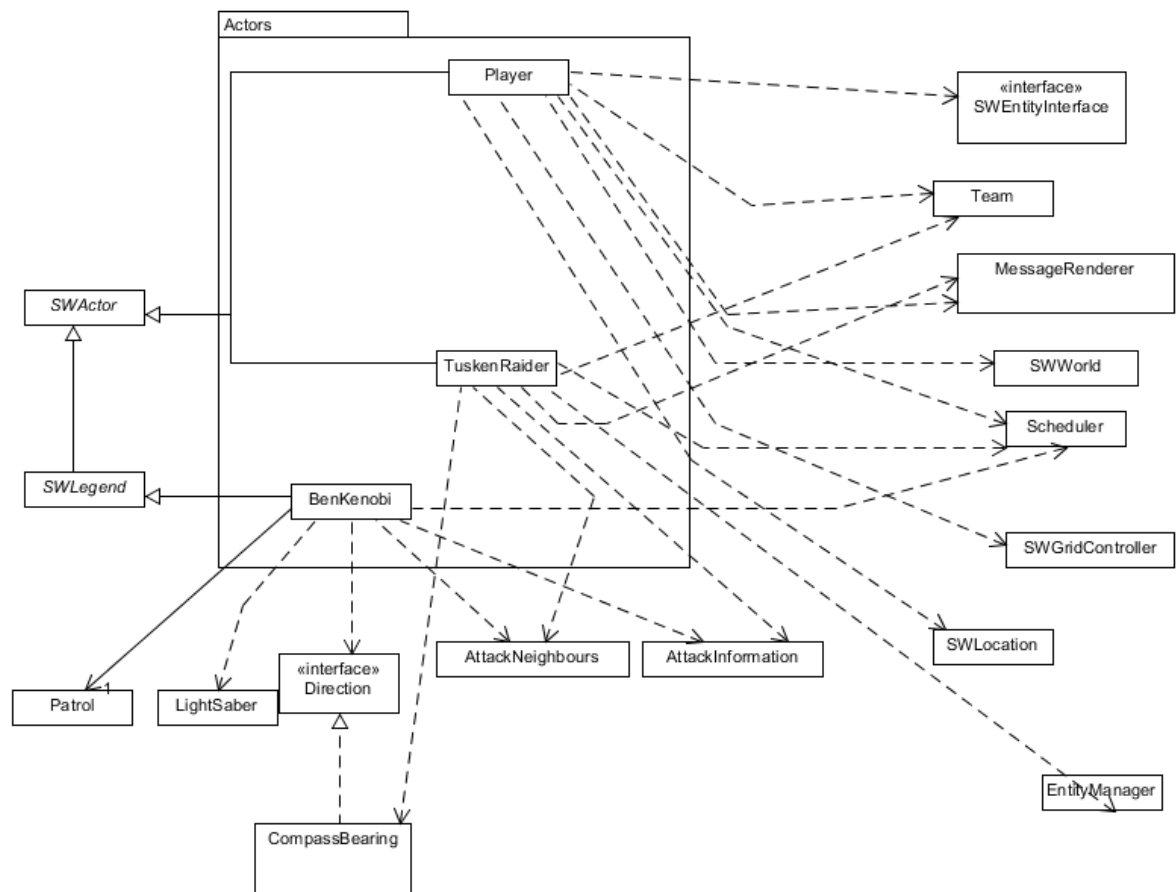 Actors
Player
«interface»
SWEntityInterface
Team
MessageRenderer
SWActor
TuskenRaider
SWWorld
Scheduler
SWLegend
BenKenobi
SWGridController
AttackNeighbours
AttackInformation
SWLocation
«interface»
Direction
Patrol
1
LightSaber
EntityManager
CompassBearing